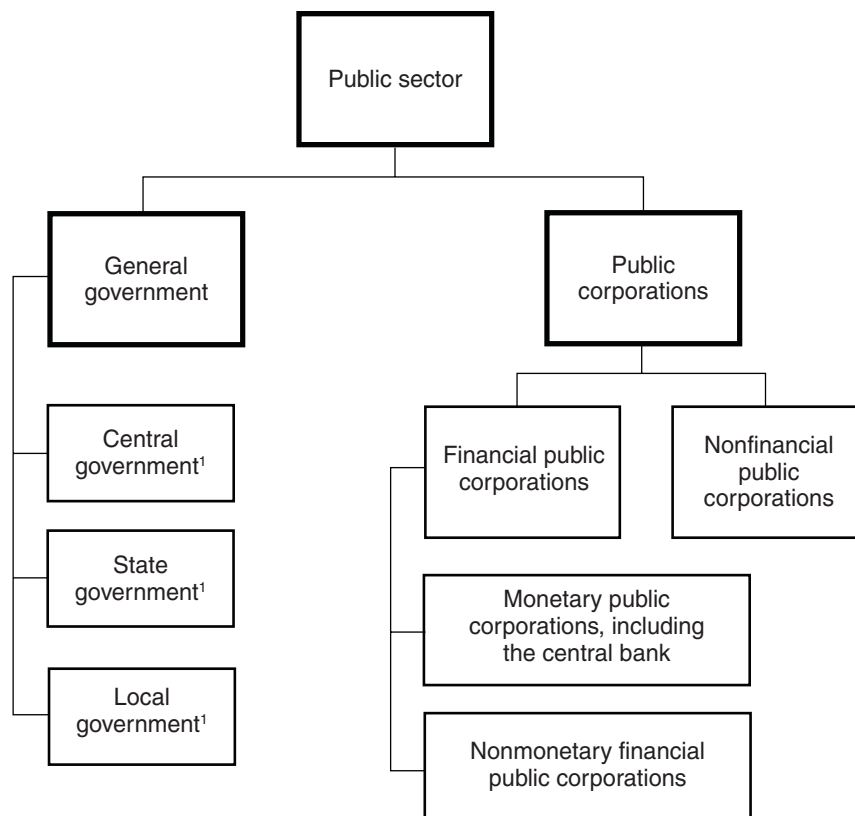 Public sector
General
government
Public
corporations
Central
government¹
State
government¹
Local
government¹
Financial public
corporations
Nonfinancial
public
corporations
Monetary public
corporations, including
the central bank
Nonmonetary financial
public corporations